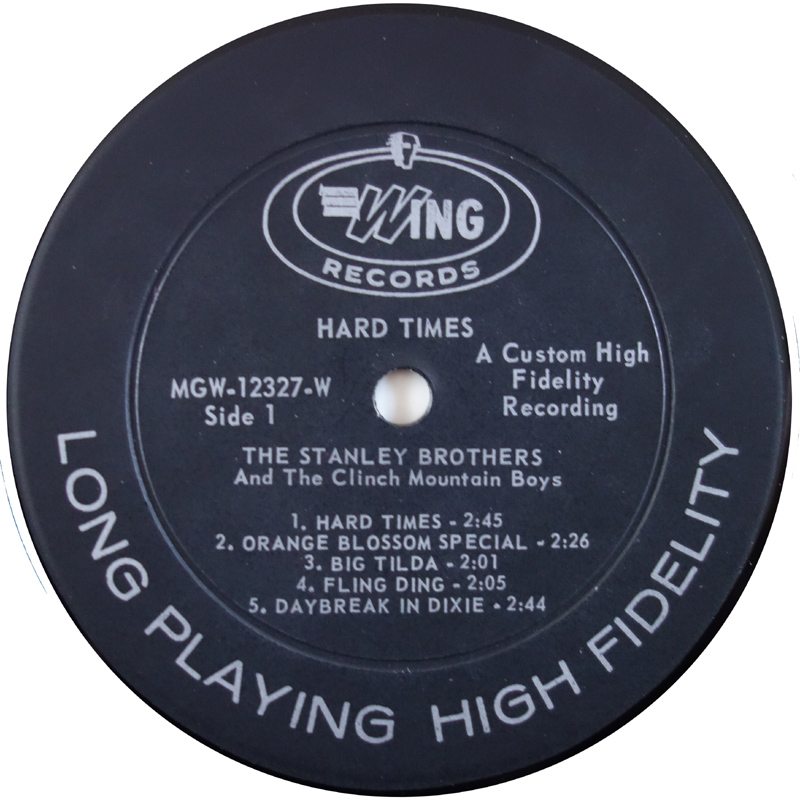 WING
RECORDS
HARD TIMES
A Custom High
Fidelity
Recording
MGW-12327-W
Side 1
THE STANLEY BROTHERS
And The Clinch Mountain Boys
1. HARD TIMES - 2:45
2. ORANGE BLOSSOM SPECIAL - 2:26
3. BIG TILDA - 2:01
4. FLING DING - 2:05
5. DAYBREAK IN DIXIE - 2:44
LONG PLAYING HIGH FIDELITY